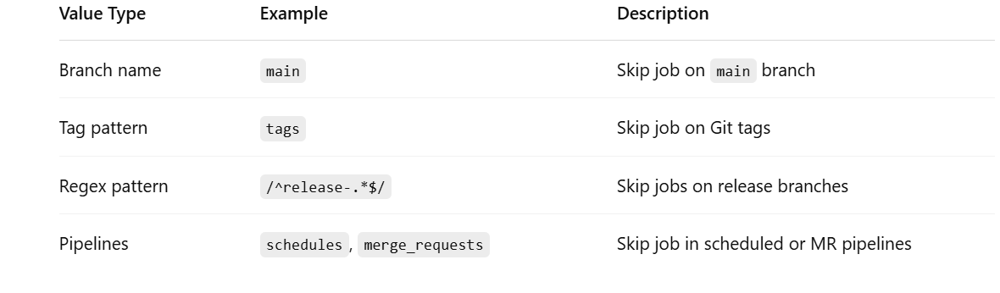 Value Type Example Description
Branch name main Skip job on main branch
Tag pattern tags Skip job on Git tags
Regex pattern /^release-.*$/ Skip jobs on release branches
Pipelines schedules, merge_requests Skip job in scheduled or MR pipelines